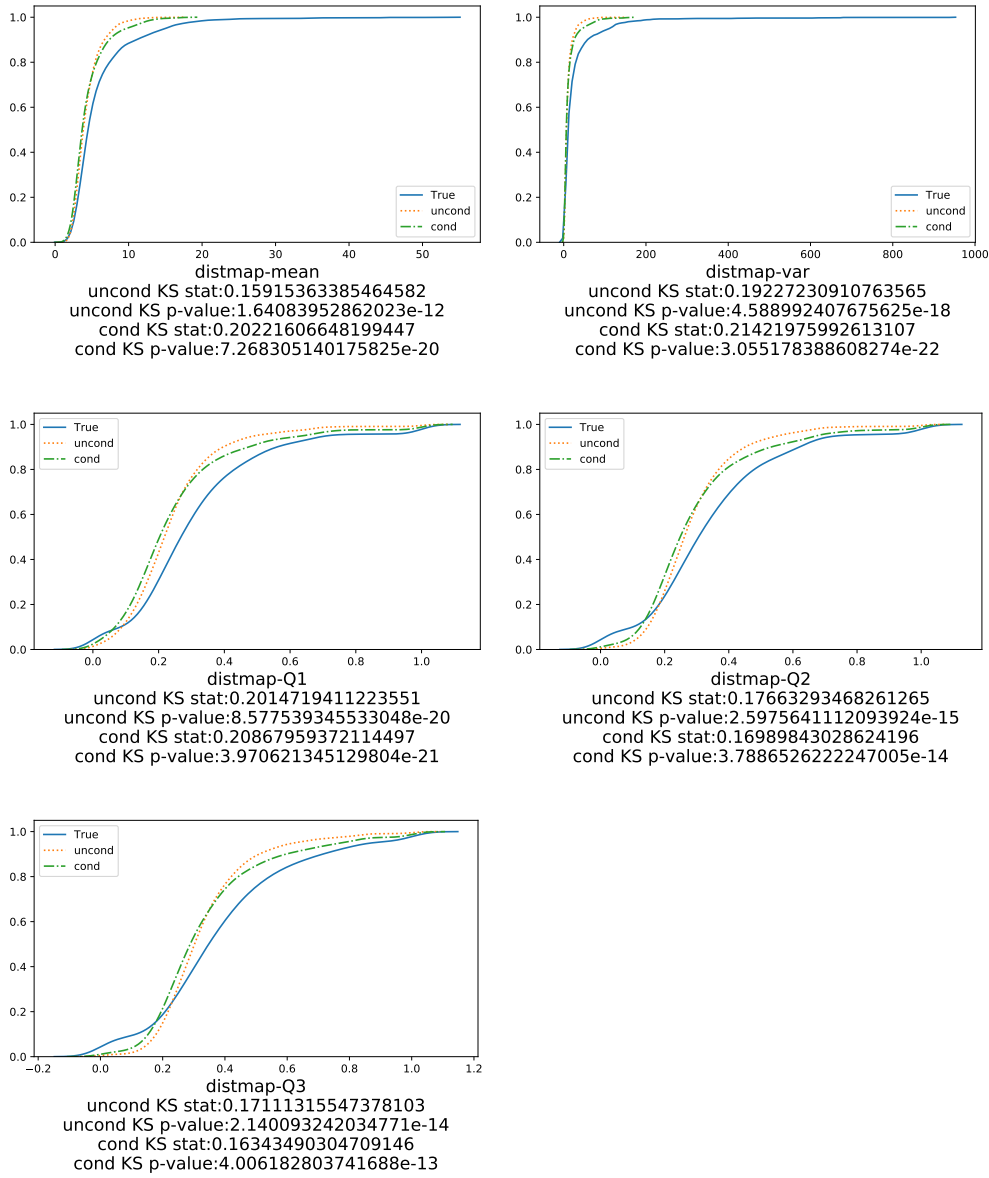 1.0
0.8
0.6
0.4
0.2
0.0
0 10 20 30 40 50
True
uncond
cond
distmap-mean
uncond KS stat:0.15915363385464582
uncond KS p-value:1.64083952862023e-12
cond KS stat:0.20221606648199447
cond KS p-value:7.268305140175825e-20
1.0
0.8
0.6
0.4
0.2
0.0
0 200 400 600 800 1000
True
uncond
cond
distmap-var
uncond KS stat:0.19227230910763565
uncond KS p-value:4.588992407675625e-18
cond KS stat:0.21421975992613107
cond KS p-value:3.055178388608274e-22
1.0
0.8
0.6
0.4
0.2
0.0
0.0 0.2 0.4 0.6 0.8 1.0
True
uncond
cond
distmap-Q1
uncond KS stat:0.2014719411223551
uncond KS p-value:8.577539345533048e-20
cond KS stat:0.20867959372114497
cond KS p-value:3.970621345129804e-21
1.0
0.8
0.6
0.4
0.2
0.0
0.0 0.2 0.4 0.6 0.8 1.0
True
uncond
cond
distmap-Q2
uncond KS stat:0.17663293468261265
uncond KS p-value:2.5975641112093924e-15
cond KS stat:0.16989843028624196
cond KS p-value:3.7886526222247005e-14
1.0
0.8
0.6
0.4
0.2
0.0
−0.2 0.0 0.2 0.4 0.6 0.8 1.0 1.2
True
uncond
cond
distmap-Q3
uncond KS stat:0.17111315547378103
uncond KS p-value:2.140093242034771e-14
cond KS stat:0.16343490304709146
cond KS p-value:4.006182803741688e-13